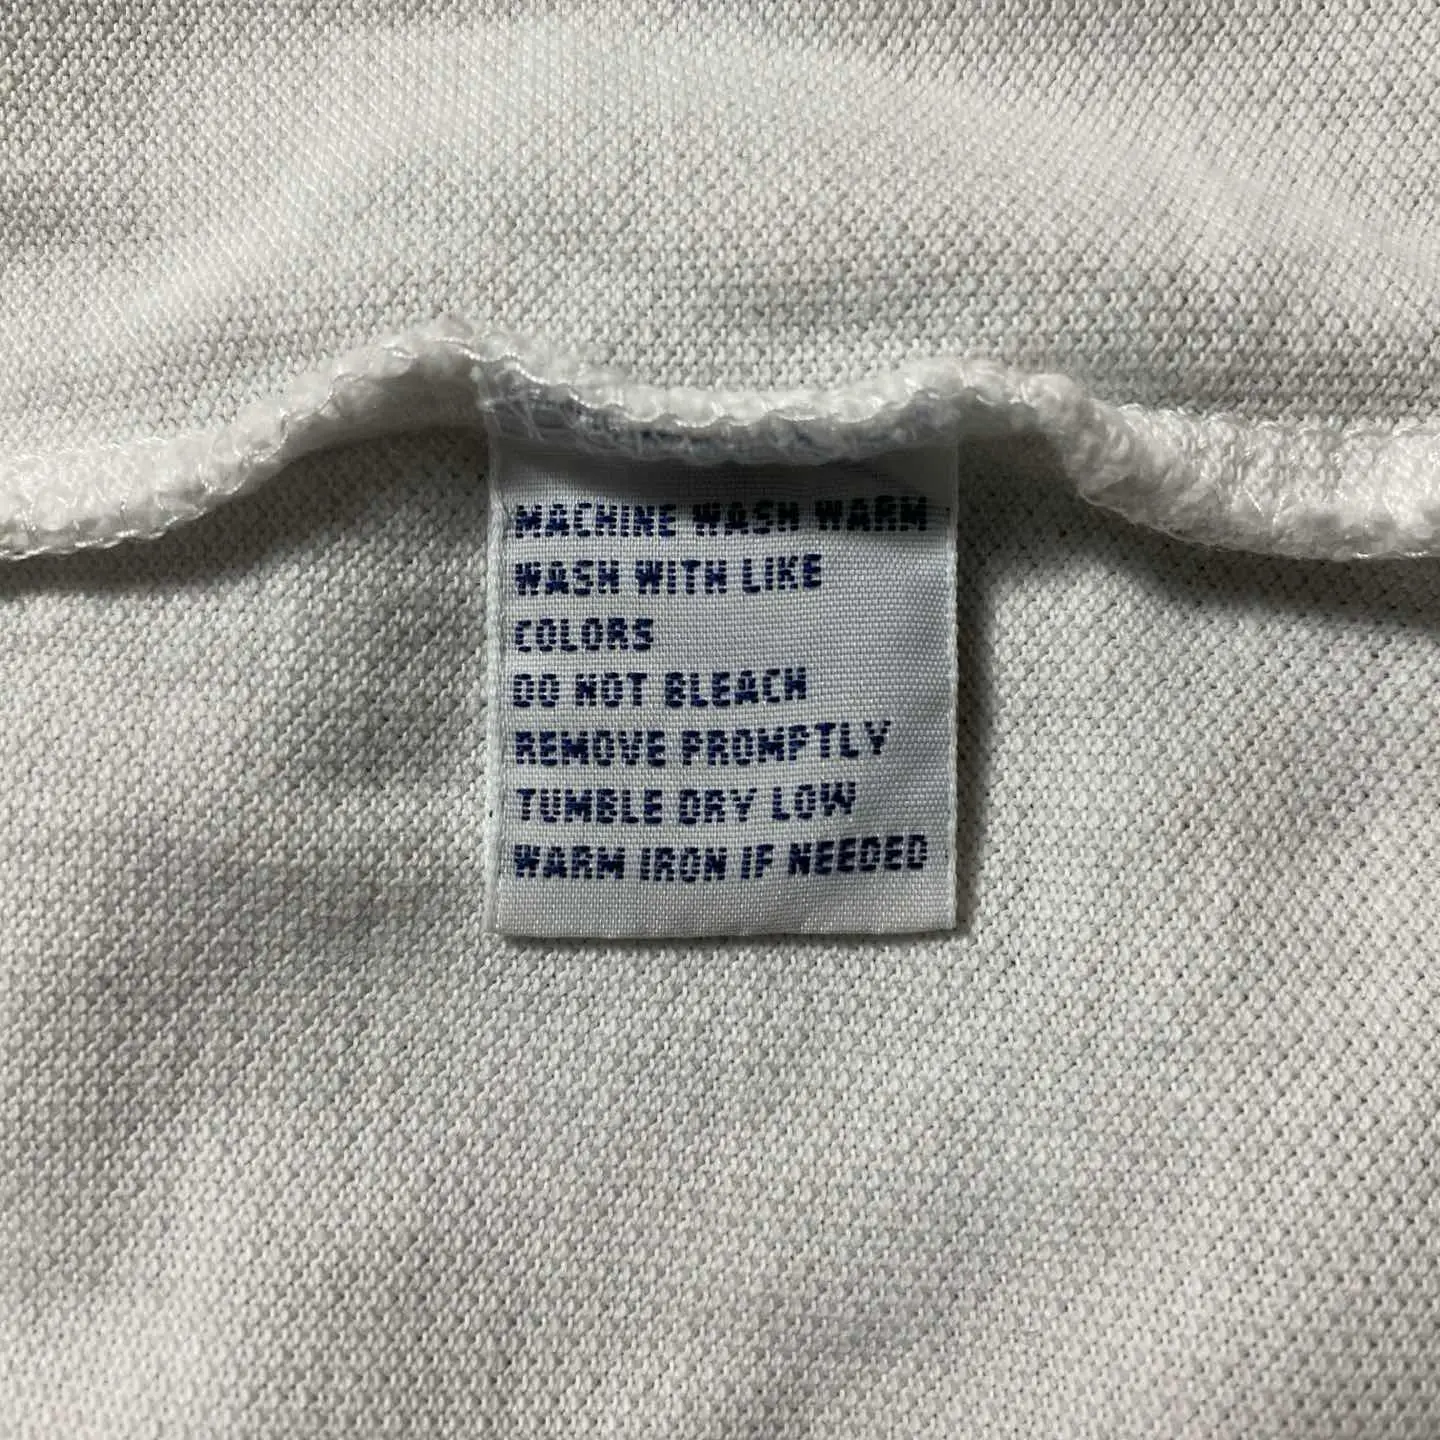 MACHINE WASH WARM
WASH WITH LIKE
COLORS
DO NOT BLEACH
REMOVE PROMPTLY
TUMBLE DRY LOW
WARM IRON IF NEEDED